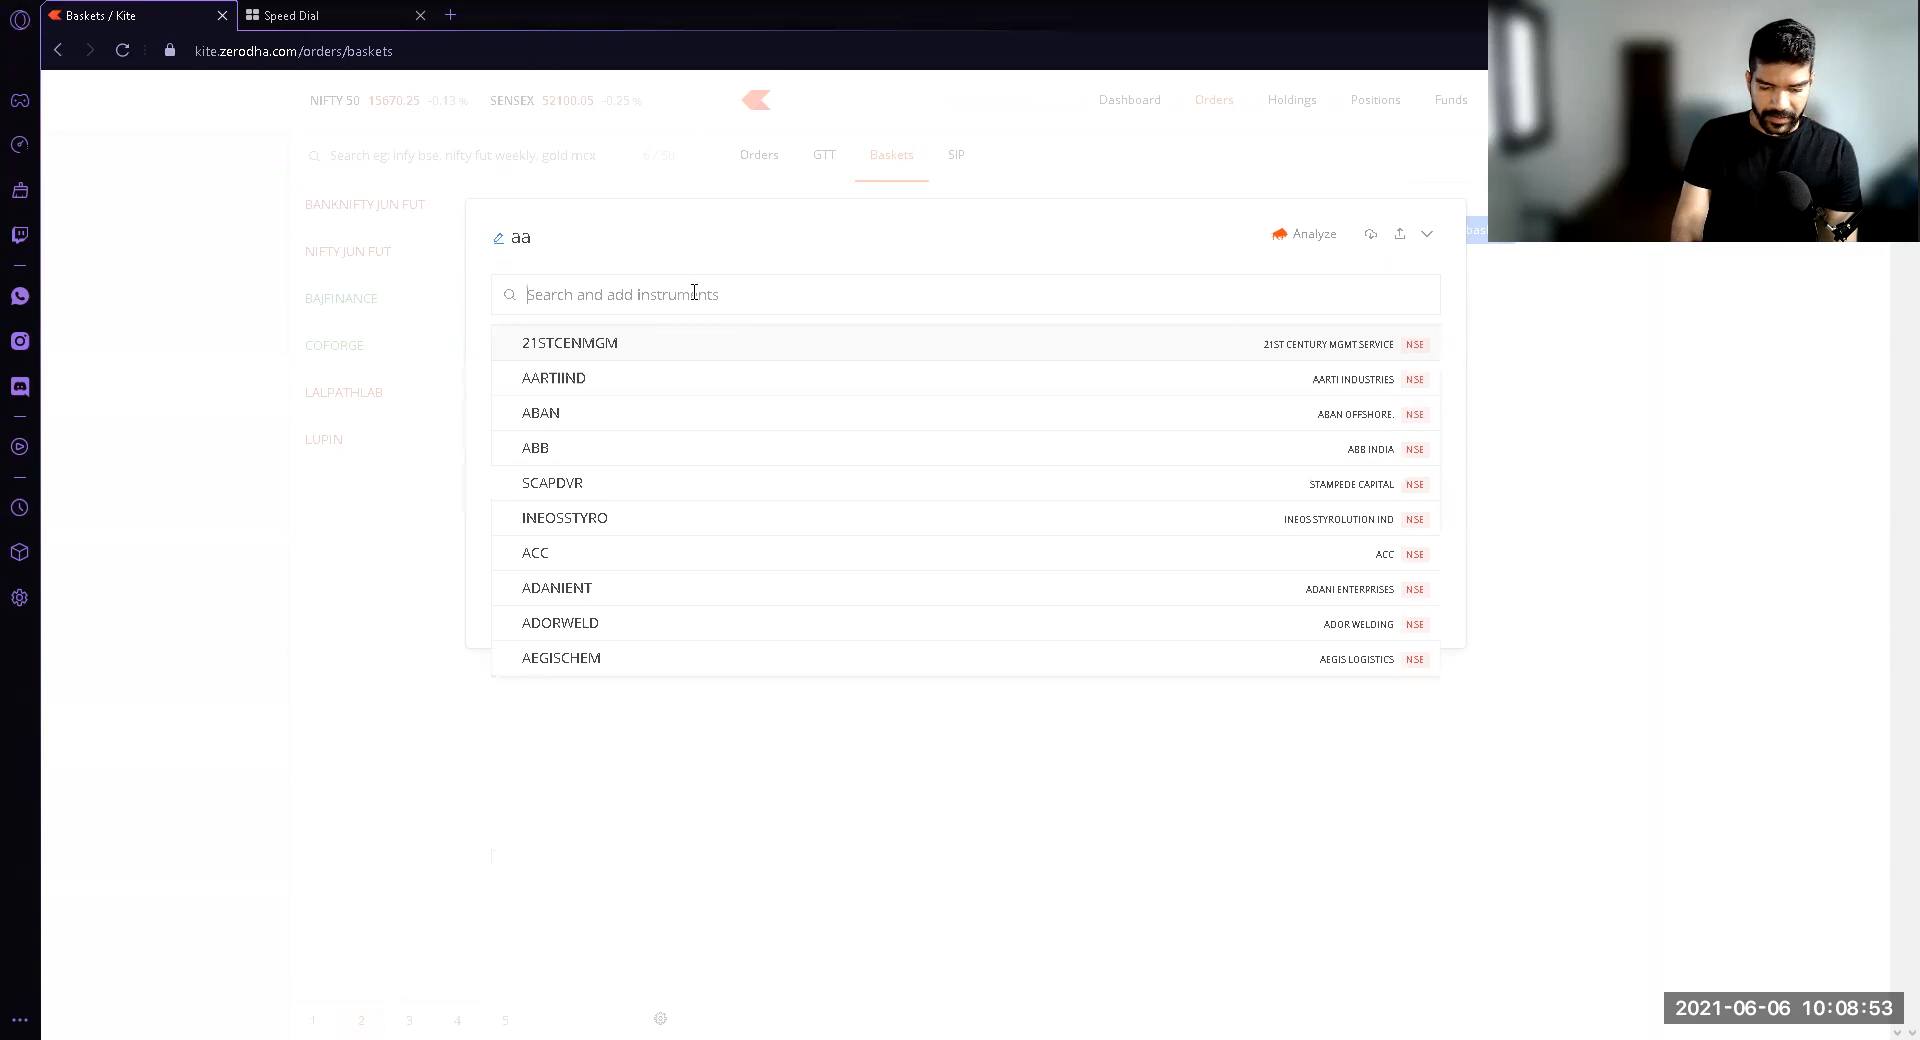 Baskets / Kite
Speed Dial
kite.zerodha.com/orders/baskets
NIFTY 50 15670.25 -0.13 % SENSEX 52100.05 -0.25 %
Dashboard Orders Holdings Positions Funds
Search eg: infy bse, nifty fut weekly, gold mcx 6 / 50
Orders GTT Baskets SIP
BANKNIFTY JUN FUT
NIFTY JUN FUT
BAJFINANCE
COFORGE
LALPATHLAB
LUPIN
aa
Analyze
Search and add instruments
21STCENMGM 21ST CENTURY MGMT SERVICE NSE
AARTIIND AARTI INDUSTRIES NSE
ABAN ABAN OFFSHORE. NSE
ABB ABB INDIA NSE
SCAPDVR STAMPEDE CAPITAL NSE
INEOSSTYRO INEOS STYROLUTION IND NSE
ACC ACC NSE
ADANIENT ADANI ENTERPRISES NSE
ADORWELD ADOR WELDING NSE
AEGISCHEM AEGIS LOGISTICS NSE
1 2 3 4 5
2021-06-06 10:08:53